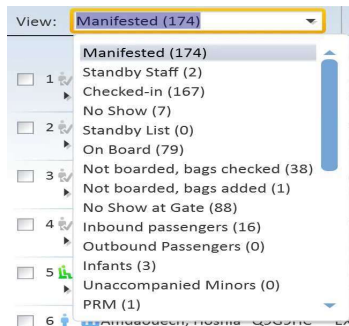 View: Manifested (174)
Manifested (174)
1 Standby Staff (2)
Checked-in (167)
No Show (7)
2 Standby List (0)
On Board (79)
3 Not boarded, bags checked (38)
Not boarded, bags added (1)
No Show at Gate (88)
4 Inbound passengers (16)
Outbound Passengers (0)
5 Infants (3)
Unaccompanied Minors (0)
PRM (1)
6